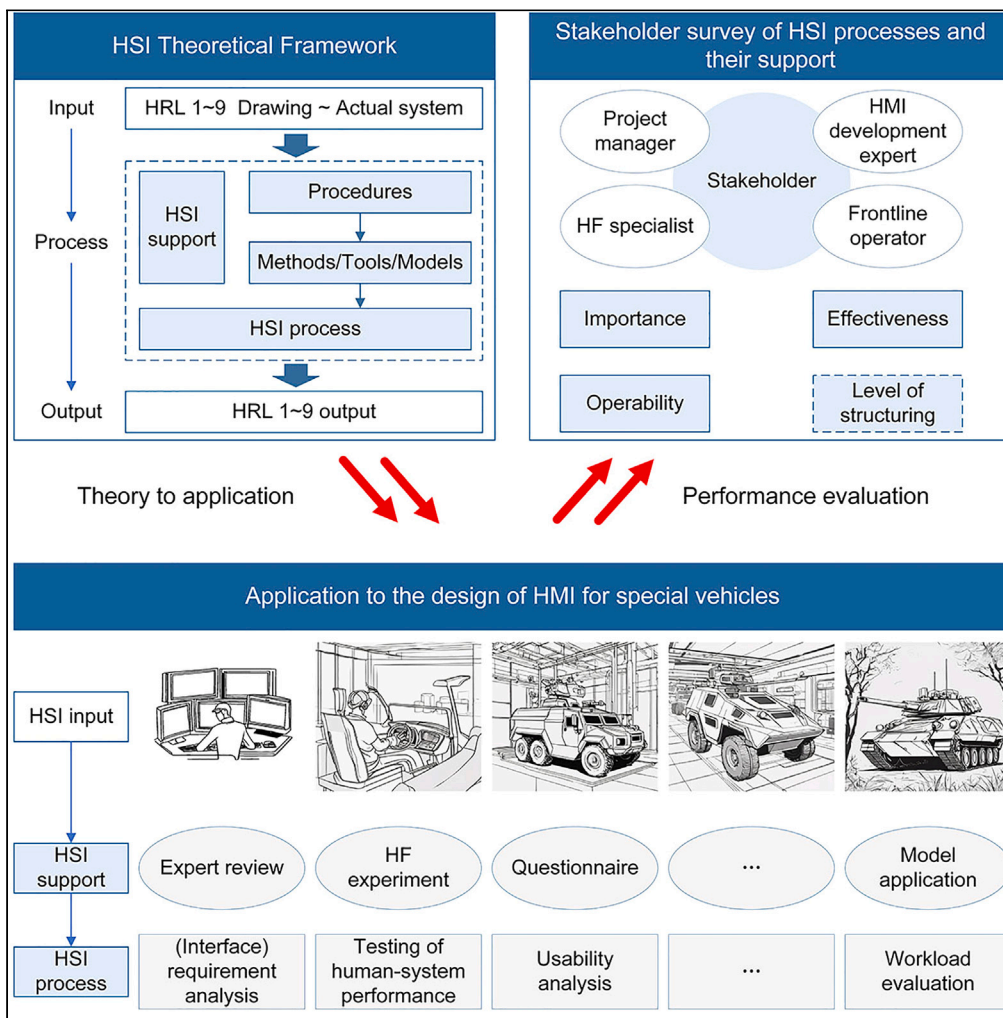 HSI Theoretical Framework
Input
HRL 1~9 Drawing ~ Actual system
HSI
support
Procedures
Process
Methods/Tools/Models
HSI process
Output
HRL 1~9 output
Stakeholder survey of HSI processes and
their support
Project
manager
HMI
development
expert
Stakeholder
HF specialist
Frontline
operator
Importance
Effectiveness
Operability
Level of
structuring
Theory to application
Performance evaluation
Application to the design of HMI for special vehicles
HSI input
HSI
support
Expert review
HF
experiment
Questionnaire
...
Model
application
HSI
process
(Interface)
requirement
analysis
Testing of
human-system
performance
Usability
analysis
...
Workload
evaluation